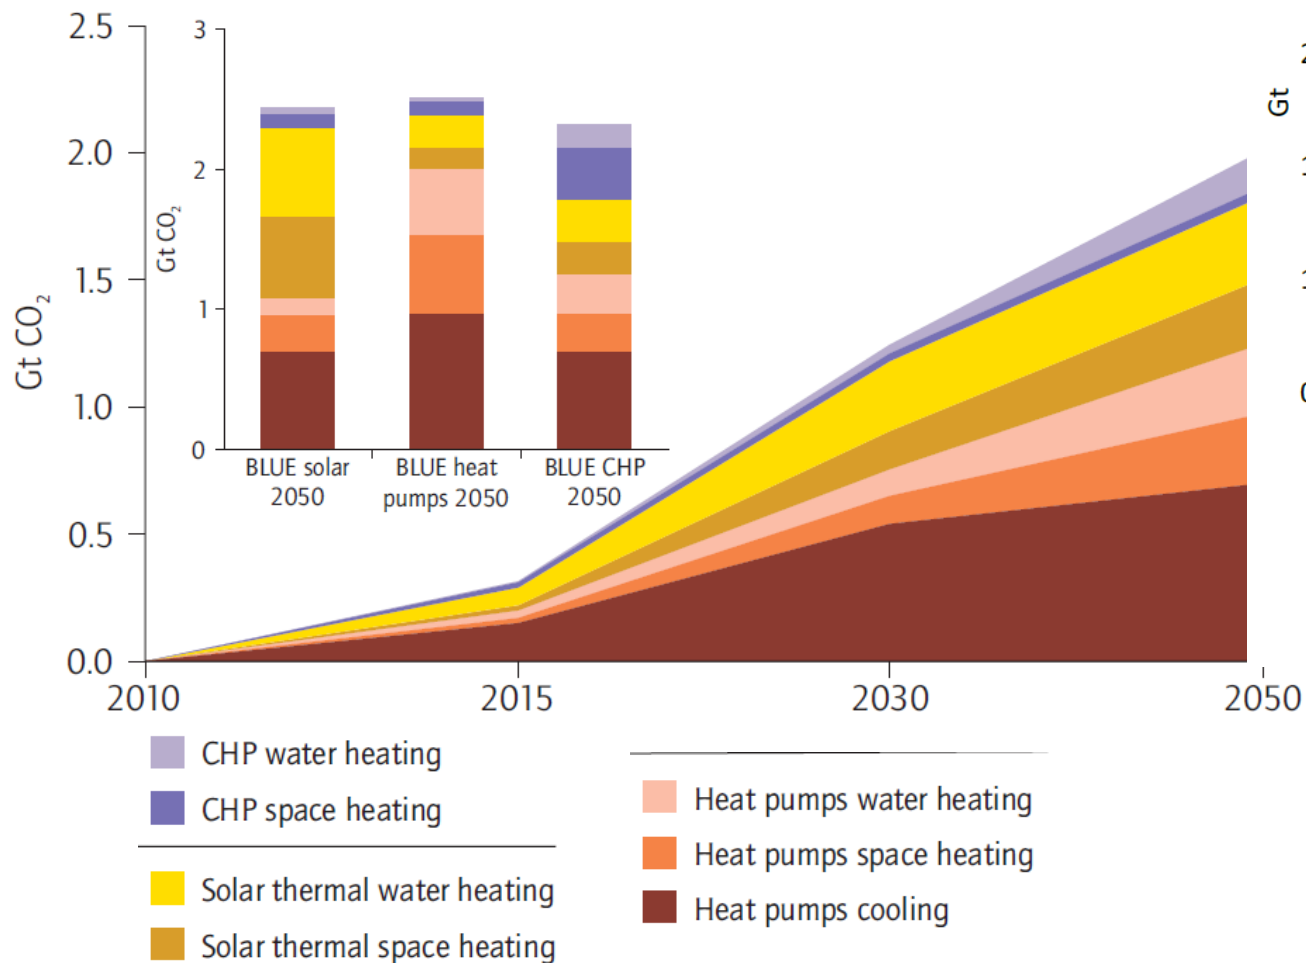 2.5
2.0
1.5
1.0
0.5
0.0
Gt CO₂
3
2
1
0
Gt CO₂
BLUE solar
2050
BLUE heat
pumps 2050
BLUE CHP
2050
Gt
2010
2015
2030
2050
CHP water heating
CHP space heating
Solar thermal water heating
Solar thermal space heating
Heat pumps water heating
Heat pumps space heating
Heat pumps cooling